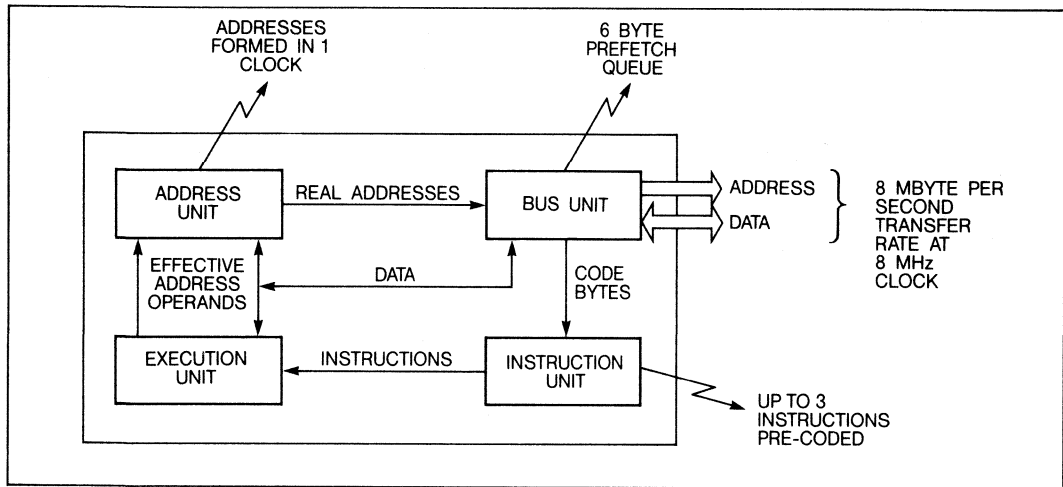 ADDRESSES
FORMED IN 1
CLOCK
6 BYTE
PREFETCH
QUEUE
ADDRESS
UNIT
REAL ADDRESSES
BUS UNIT
ADDRESS
DATA
8 MBYTE PER
SECOND
TRANSFER
RATE AT
8 MHz
CLOCK
EFFECTIVE
ADDRESS
OPERANDS
DATA
CODE
BYTES
EXECUTION
UNIT
INSTRUCTIONS
INSTRUCTION
UNIT
UP TO 3
INSTRUCTIONS
PRE-CODED